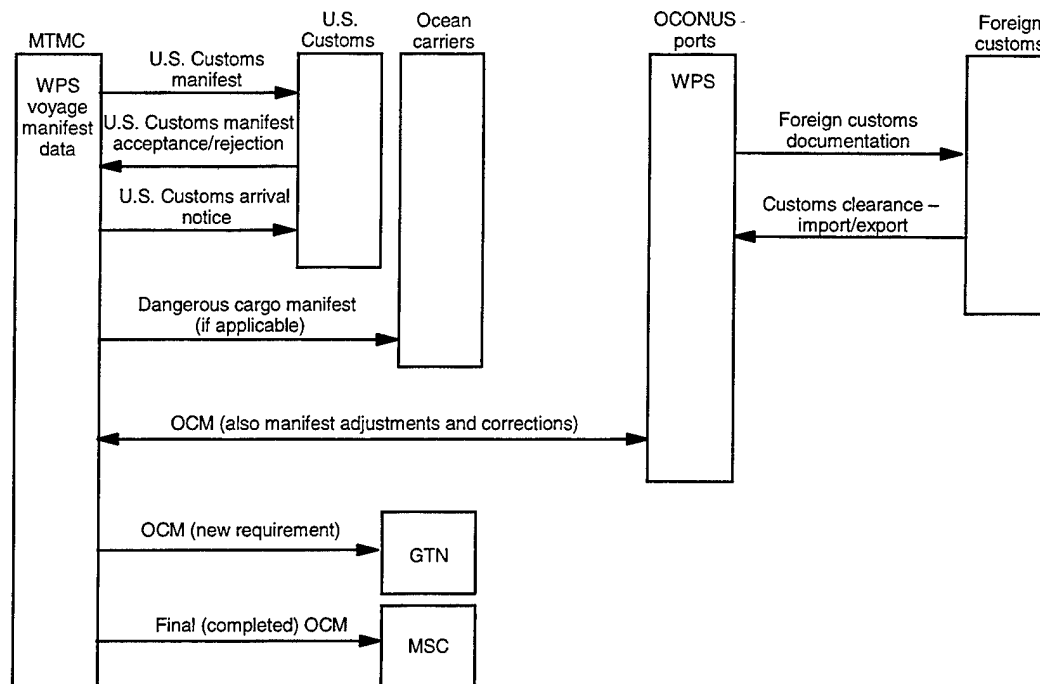 MTMC
U.S.
Customs
Ocean
carriers
OCONUS
ports
Foreign
customs
WPS
voyage
manifest
data
U.S. Customs
manifest
U.S. Customs manifest
acceptance/rejection
U.S. Customs arrival
notice
Dangerous cargo manifest
(if applicable)
WPS
Foreign customs
documentation
Customs clearance –
import/export
OCM (also manifest adjustments and corrections)
OCM (new requirement)
GTN
Final (completed) OCM
MSC